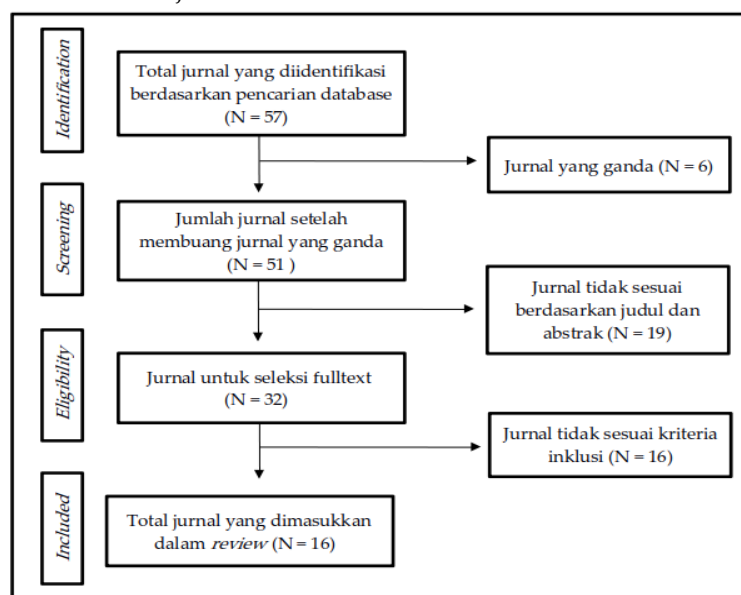 Identification
Total jurnal yang diidentifikasi
berdasarkan pencarian database
(N = 57)
Jurnal yang ganda (N = 6)
Screening
Jumlah jurnal setelah
membuang jurnal yang ganda
(N = 51 )
Jurnal tidak sesuai
berdasarkan judul dan
abstrak (N = 19)
Eligibility
Jurnal untuk seleksi fulltext
(N = 32)
Jurnal tidak sesuai kriteria
inklusi (N = 16)
Included
Total jurnal yang dimasukkan
dalam review (N = 16)